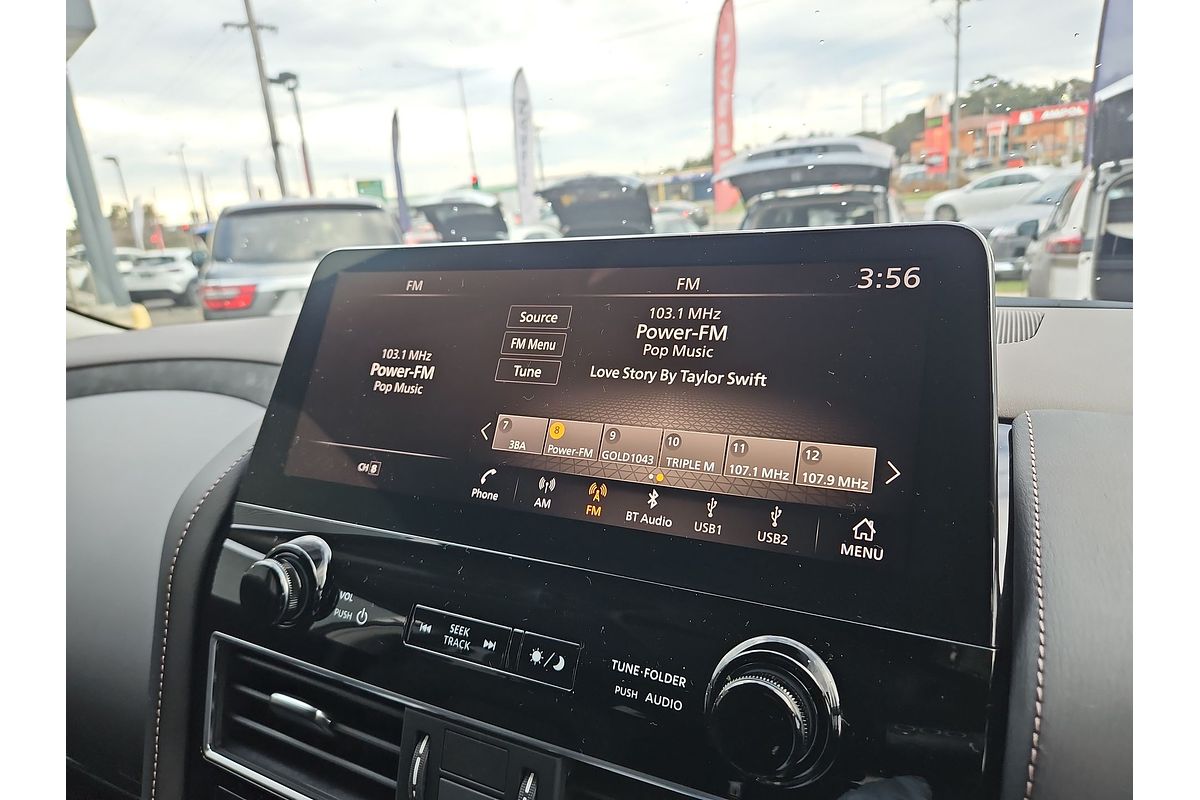 AMPOL
FM
FM
3:56
103.1 MHz
Power-FM
Pop Music
Source
FM Menu
Tune
103.1 MHz
Power-FM
Pop Music
Love Story By Taylor Swift
7
3BA
8
Power-FM
9
GOLD1043
10
TRIPLE M
11
107.1 MHz
12
107.9 MHz
CH 8
Phone
AM
FM
BT Audio
USB1
USB2
MENU
VOL
PUSH
SEEK
TRACK
TUNE·FOLDER
PUSH AUDIO